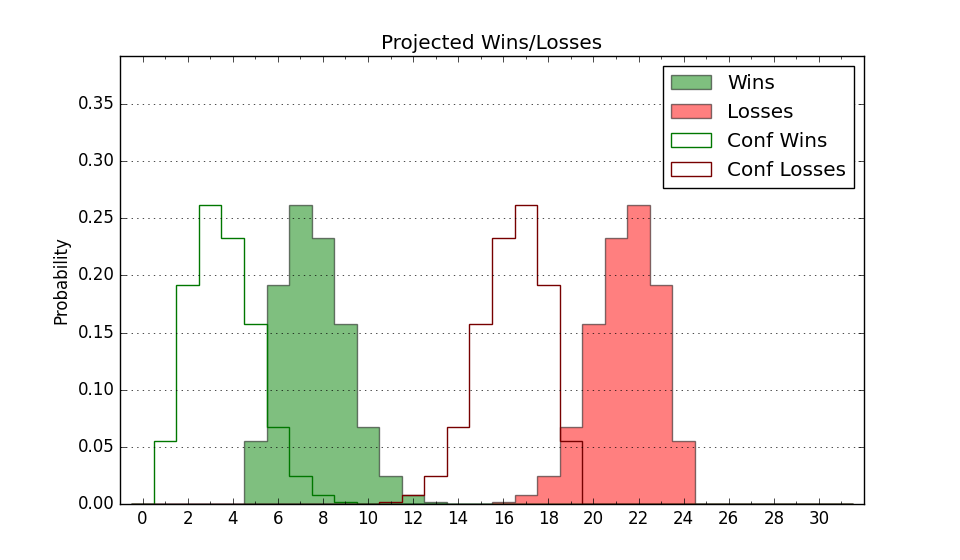 Projected Wins/Losses
Wins
Losses
Conf Wins
Conf Losses
Probability
0.35
0.30
0.25
0.20
0.15
0.10
0.05
0.00
0 2 4 6 8 10 12 14 16 18 20 22 24 26 28 30